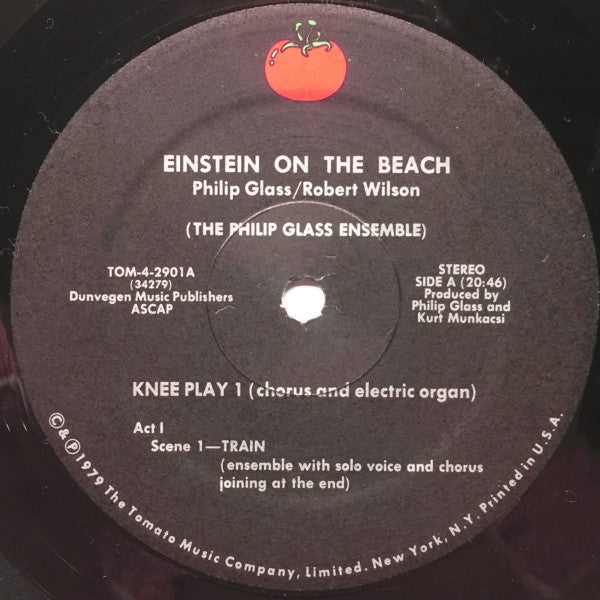 EINSTEIN ON THE BEACH
Philip Glass/Robert Wilson
(THE PHILIP GLASS ENSEMBLE)
TOM-4-2901A
(34279)
Dunvegen Music Publishers
ASCAP
STEREO
SIDE A (20:46)
Produced by
Philip Glass and
Kurt Munkacsi
KNEE PLAY 1 (chorus and electric organ)
Act I
Scene 1—TRAIN
(ensemble with solo voice and chorus
joining at the end)
©&℗1979 The Tomato Music Company, Limited. New York, N.Y. Printed in U.S.A.